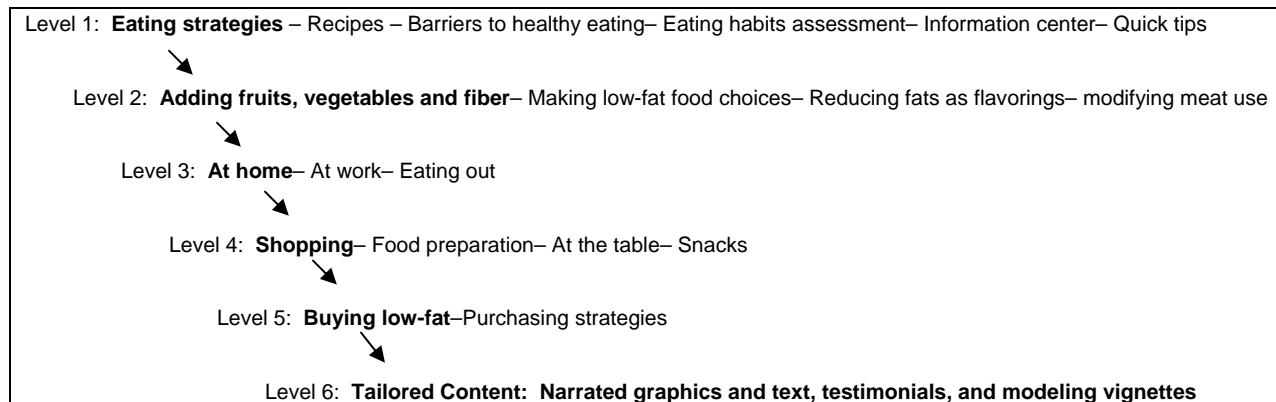 Level 1: Eating strategies – Recipes – Barriers to healthy eating– Eating habits assessment– Information center– Quick tips
Level 2: Adding fruits, vegetables and fiber– Making low-fat food choices– Reducing fats as flavorings– modifying meat use
Level 3: At home– At work– Eating out
Level 4: Shopping– Food preparation– At the table– Snacks
Level 5: Buying low-fat–Purchasing strategies
Level 6: Tailored Content: Narrated graphics and text, testimonials, and modeling vignettes